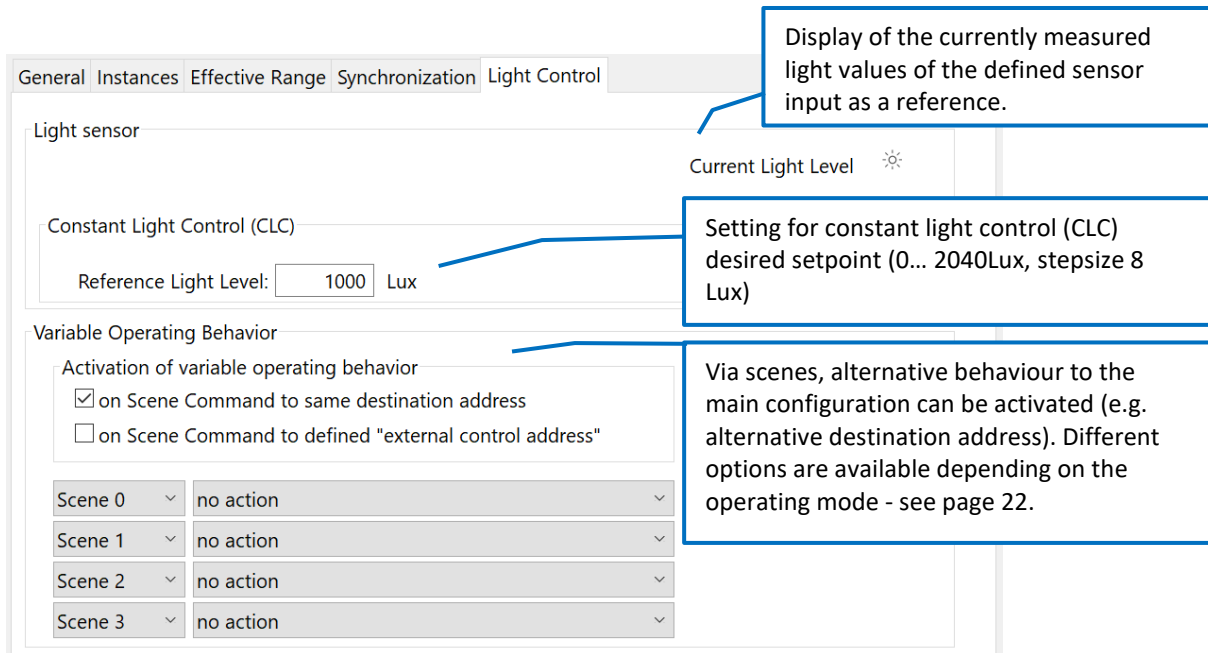 Display of the currently measured
light values of the defined sensor
input as a reference.
General Instances Effective Range Synchronization Light Control
Light sensor
Current Light Level
Constant Light Control (CLC)
Reference Light Level: 1000 Lux
Setting for constant light control (CLC)
desired setpoint (0... 2040Lux, stepsize 8
Lux)
Variable Operating Behavior
Activation of variable operating behavior
on Scene Command to same destination address
on Scene Command to defined "external control address"
Via scenes, alternative behaviour to the
main configuration can be activated (e.g.
alternative destination address). Different
options are available depending on the
operating mode - see page 22.
Scene 0 no action
Scene 1 no action
Scene 2 no action
Scene 3 no action